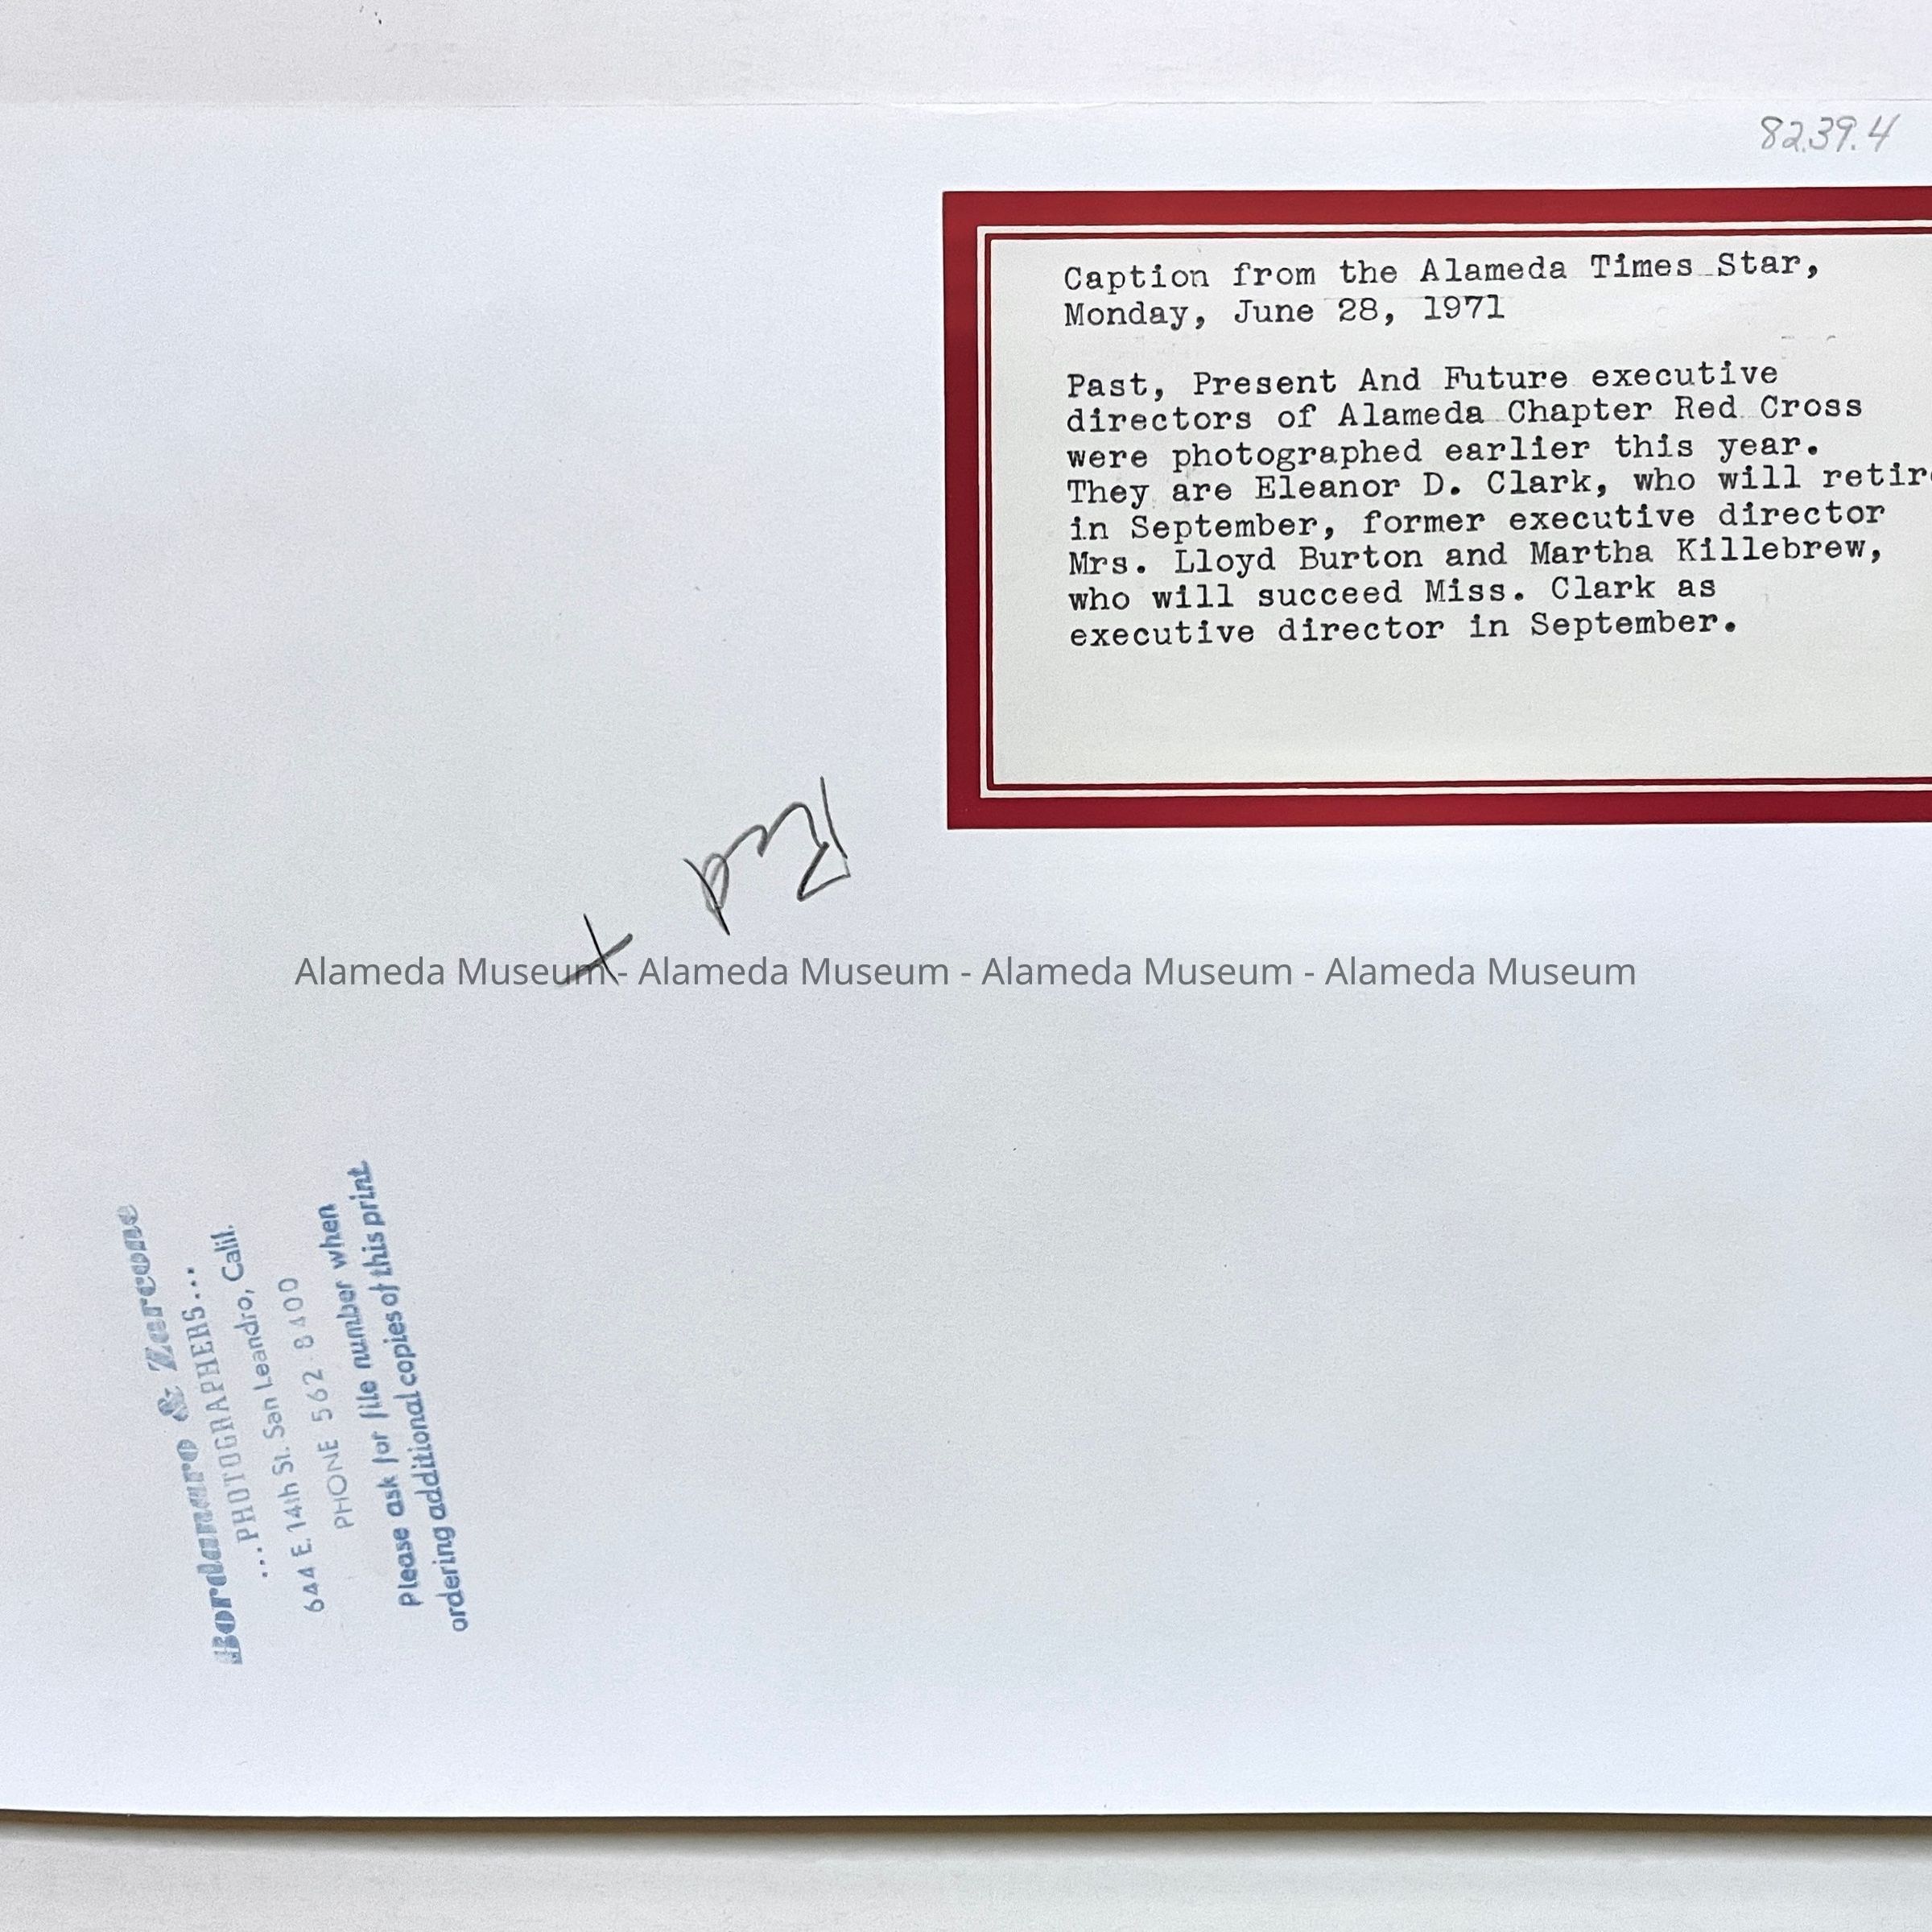 82.39.4
Caption from the Alameda Times Star,
Monday, June 28, 1971
Past, Present And Future executive
directors of Alameda Chapter Red Cross
were photographed earlier this year.
They are Eleanor D. Clark, who will retire
in September, former executive director
Mrs. Lloyd Burton and Martha Killebrew,
who will succeed Miss. Clark as
executive director in September.
Red +
Alameda Museum - Alameda Museum - Alameda Museum - Alameda Museum
Bordanaro & Zarcone
...PHOTOGRAPHERS...
...
644 E. 14th St. San Leandro, Calif.
PHONE 562-8400
Please ask for file number when
ordering additional copies of this print